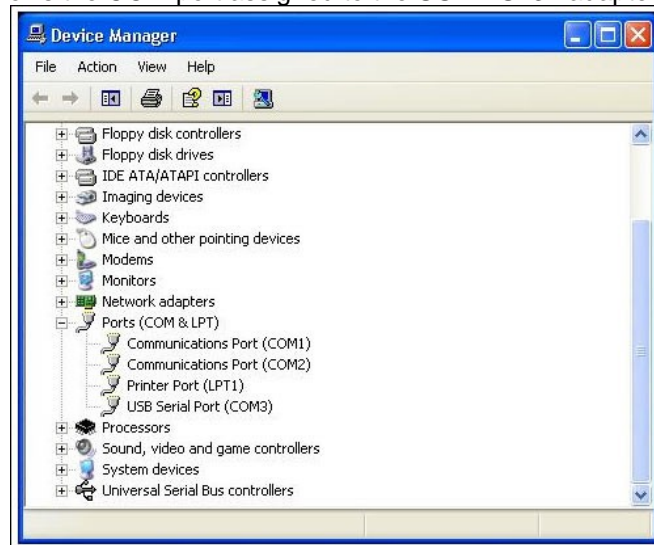 Device Manager
File Action View Help
Floppy disk controllers
Floppy disk drives
IDE ATA/ATAPI controllers
Imaging devices
Keyboards
Mice and other pointing devices
Modems
Monitors
Network adapters
Ports (COM & LPT)
Communications Port (COM1)
Communications Port (COM2)
Printer Port (LPT1)
USB Serial Port (COM3)
Processors
Sound, video and game controllers
System devices
Universal Serial Bus controllers